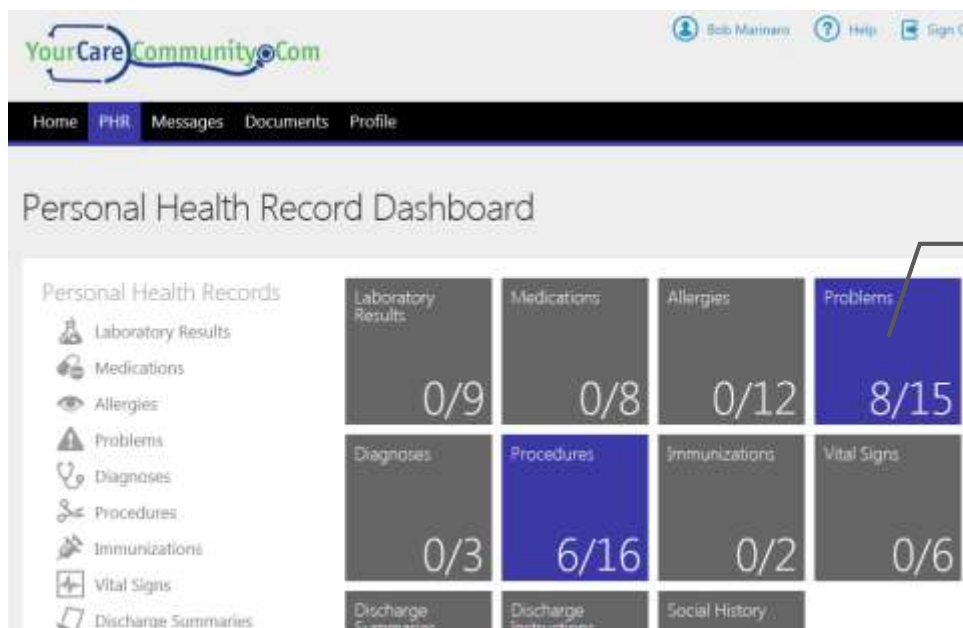 YourCareCommunity.Com
Bob Marinaro
Help
Sign
Home PHR Messages Documents Profile
Personal Health Record Dashboard
Personal Health Records
Laboratory Results
Medications
Allergies
Problems
Diagnoses
Procedures
Immunizations
Vital Signs
Discharge Summaries
Laboratory
Results
0/9
Medications
0/8
Allergies
0/12
Problems
8/15
Diagnoses
0/3
Procedures
6/16
Immunizations
0/2
Vital Signs
0/6
Discharge
Summaries
Discharge
Instructions
Social History